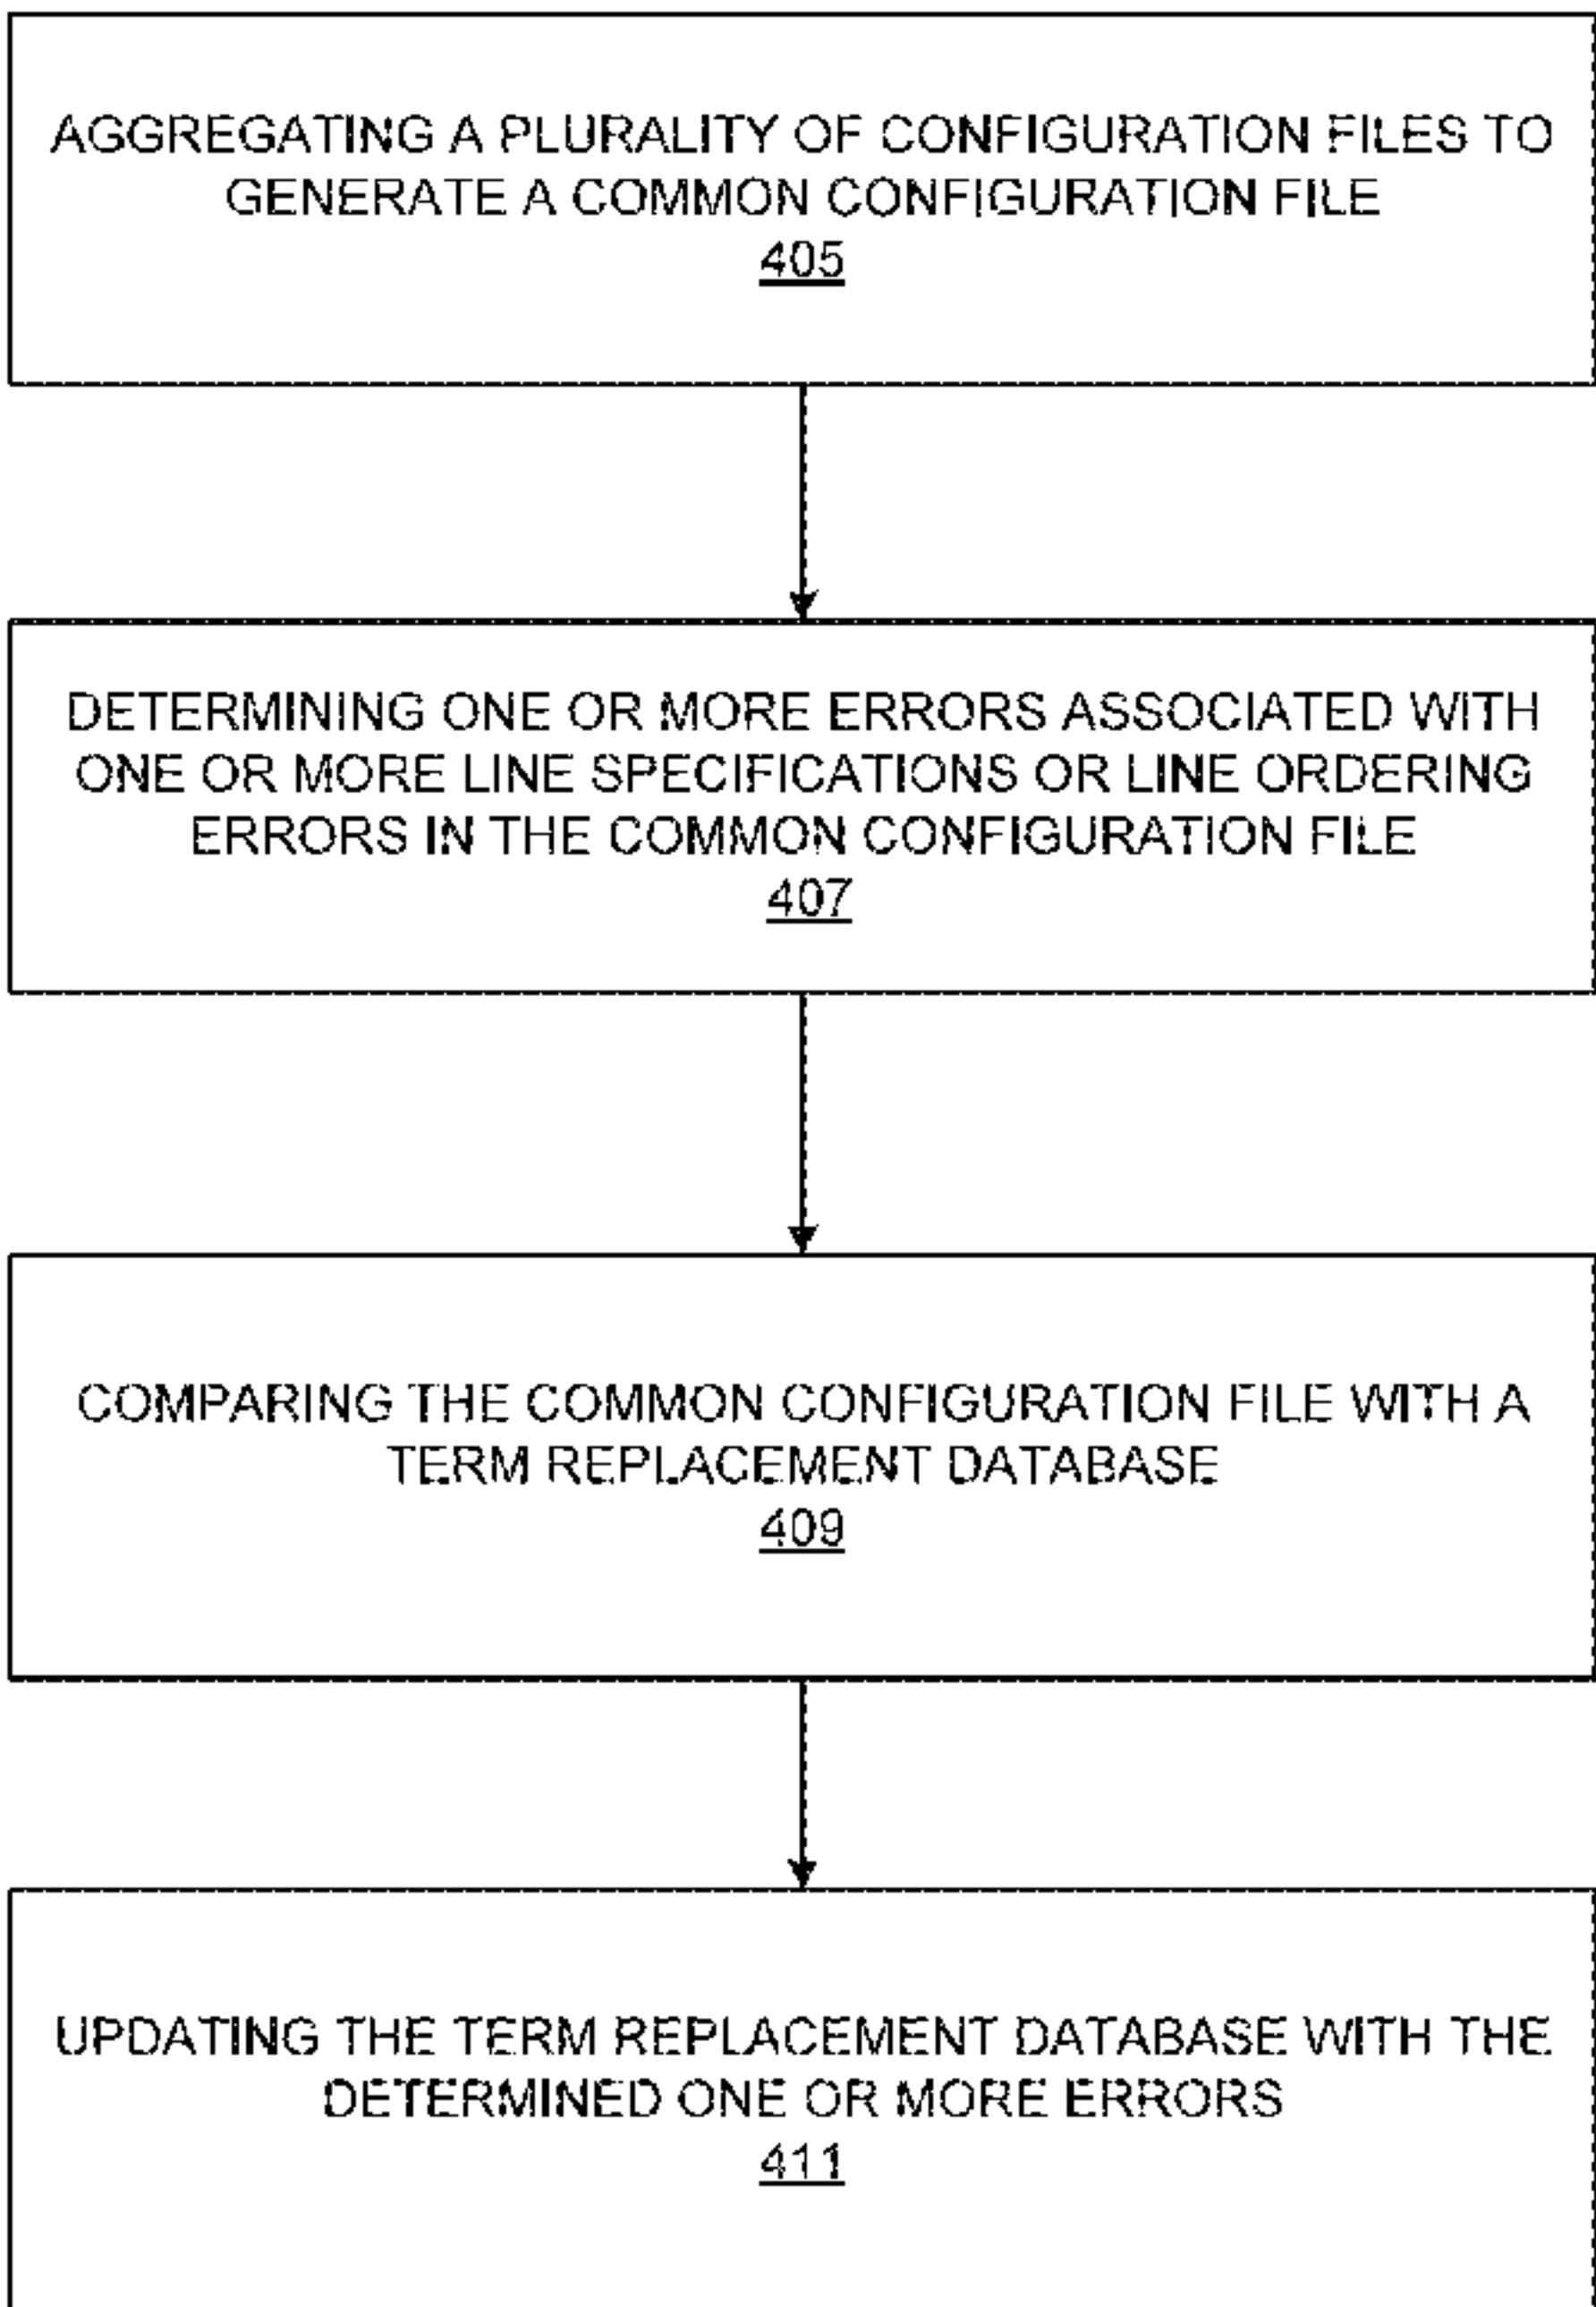 AGGREGATING A PLURALITY OF CONFIGURATION FILES TO
GENERATE A COMMON CONFIGURATION FILE
405
DETERMINING ONE OR MORE ERRORS ASSOCIATED WITH
ONE OR MORE LINE SPECIFICATIONS OR LINE ORDERING
ERRORS IN THE COMMON CONFIGURATION FILE
407
COMPARING THE COMMON CONFIGURATION FILE WITH A
TERM REPLACEMENT DATABASE
409
UPDATING THE TERM REPLACEMENT DATABASE WITH THE
DETERMINED ONE OR MORE ERRORS
411